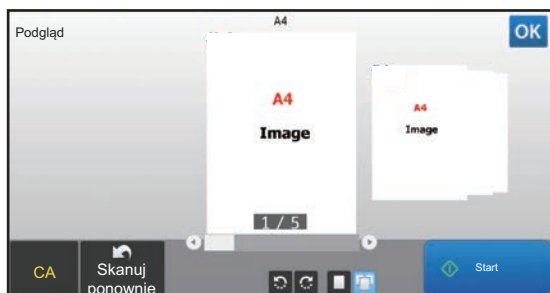 A4
Podgląd
OK
A4
Image
A4
Image
1 / 5
CA
Skanuj
ponownie
Start